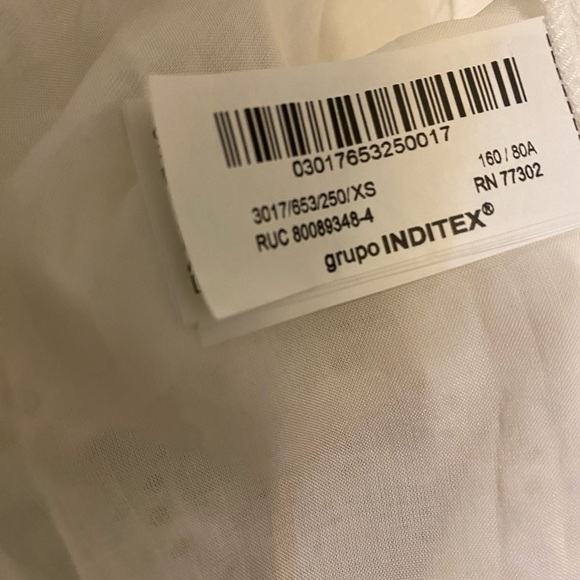 03017653250017
3017/653/250/XS
160 / 80A
RUC 80089348-4
RN 77302
grupo INDITEX®